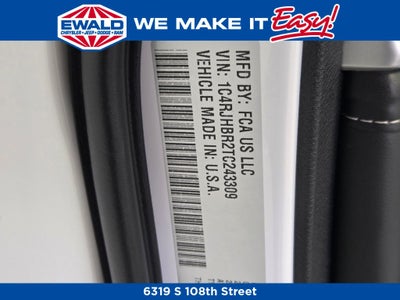 EWALD
CHRYSLER • JEEP • DODGE • RAM
WE MAKE IT Easy!
MFD BY: FCA US LLC
VIN: 1C4RJHBR2TC243309
VEHICLE MADE IN: U.S.A.
6319 S 108th Street